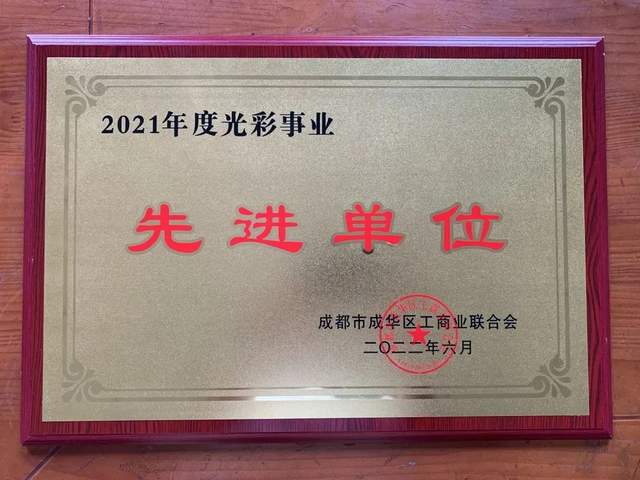 2021年度光彩事业
先进单位
成都市成华区工商业联合会
二〇二二年六月